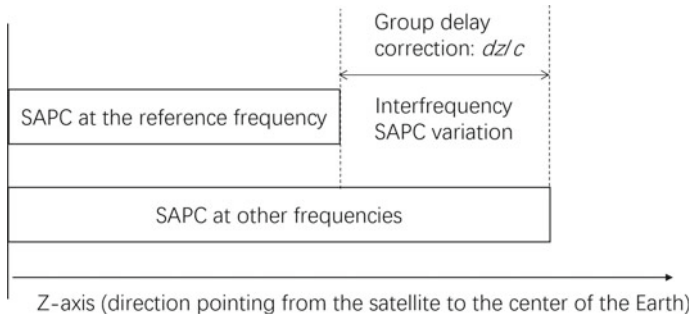 Group delay
correction: dz/c
SAPC at the reference frequency
Interfrequency
SAPC variation
SAPC at other frequencies
Z-axis (direction pointing from the satellite to the center of the Earth)